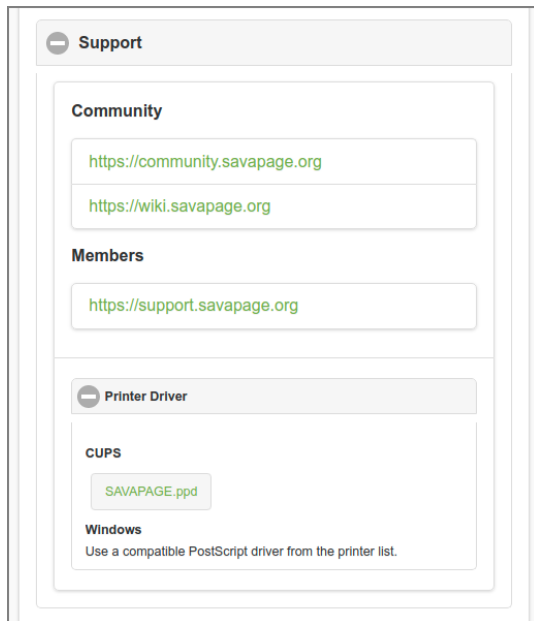 Support
Community
https://community.savapage.org
https://wiki.savapage.org
Members
https://support.savapage.org
Printer Driver
CUPS
SAVAPAGE.ppd
Windows
Use a compatible PostScript driver from the printer list.